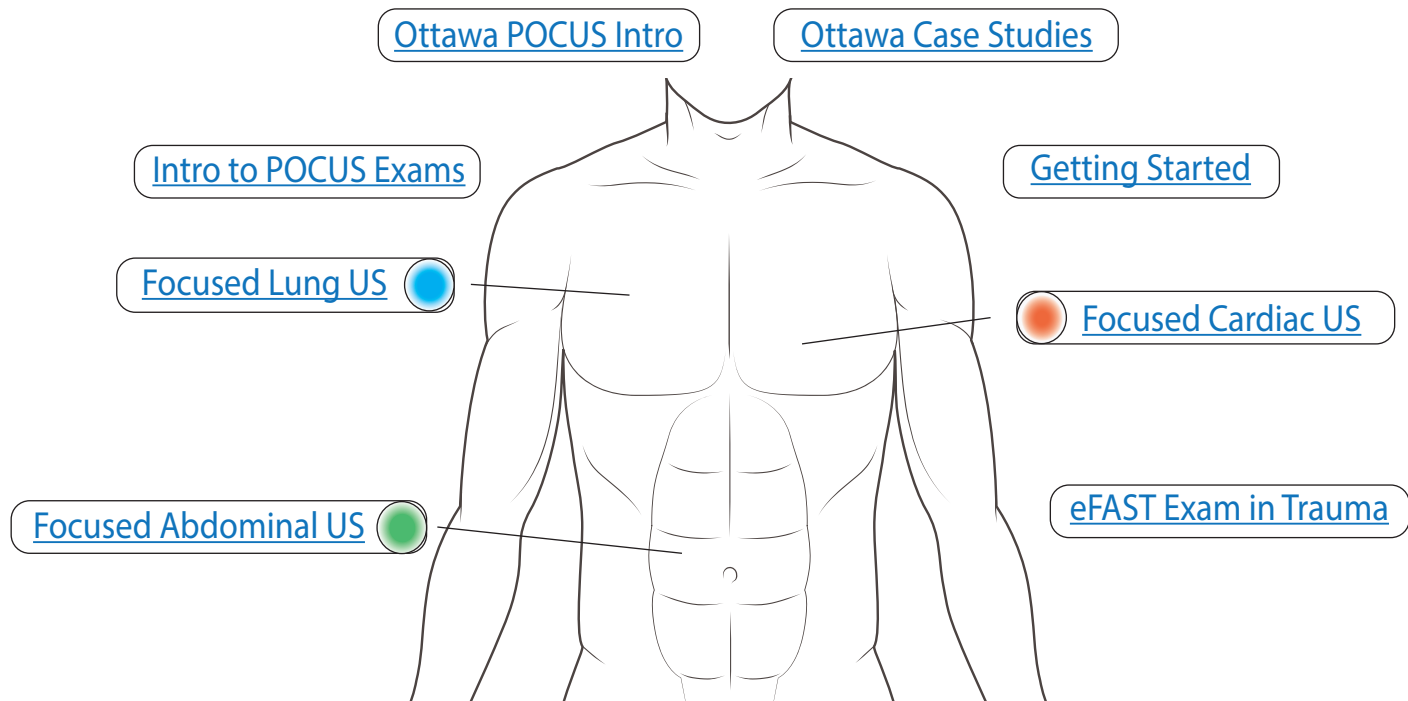 Ottawa POCUS Intro
Ottawa Case Studies
Intro to POCUS Exams
Getting Started
Focused Lung US
Focused Cardiac US
Focused Abdominal US
eFAST Exam in Trauma